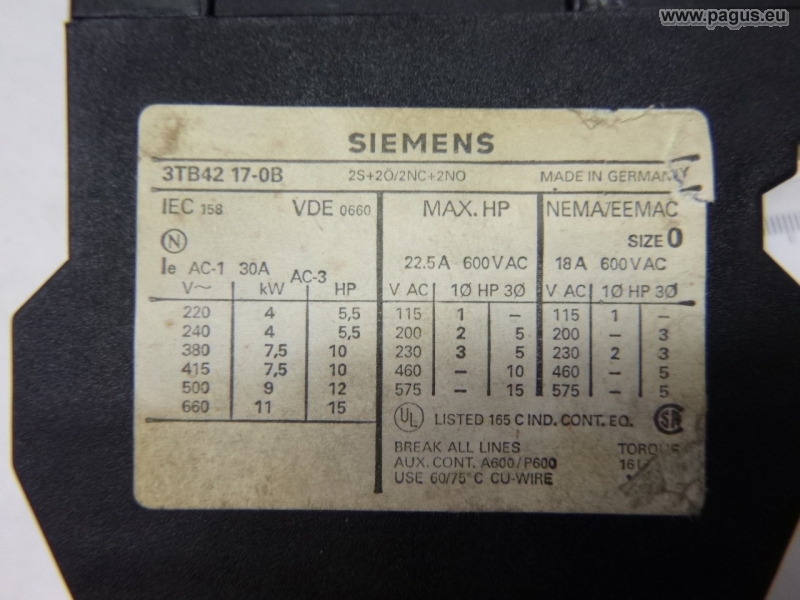 www.pagus.eu
SIEMENS
3TB42 17-0B 2S+2Ö/2NC+2NO MADE IN GERMANY
IEC 158 VDE 0660
N
Ie AC-1 30A AC-3
V~ kW HP
220 4 5,5
240 4 5,5
380 7,5 10
415 7,5 10
500 9 12
660 11 15
MAX. HP
22.5A 600VAC
V AC 1Ø HP 3Ø
115 1 –
200 2 5
230 3 5
460 – 10
575 – 15
NEMA/EEMAC
SIZE 0
18A 600VAC
V AC 1Ø HP 3Ø
115 1 –
200 – 3
230 2 3
460 – 5
575 – 5
UL LISTED 165 C IND. CONT. EQ. SA
BREAK ALL LINES TORQUE
AUX. CONT. A600/P600
USE 60/75°C CU-WIRE